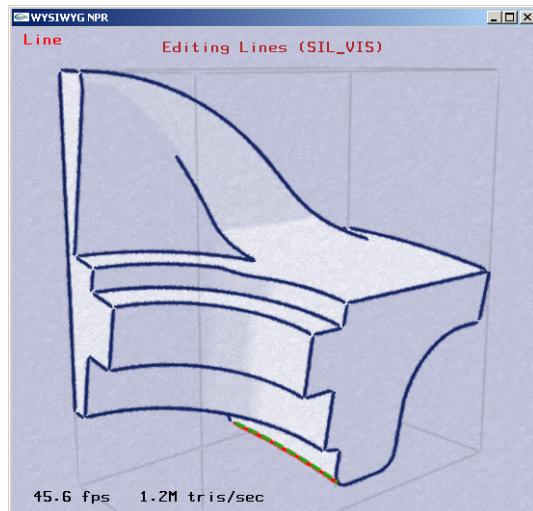 WYSIWYG NPR
Line
Editing Lines (SIL_VIS)
45.6 fps 1.2M tris/sec